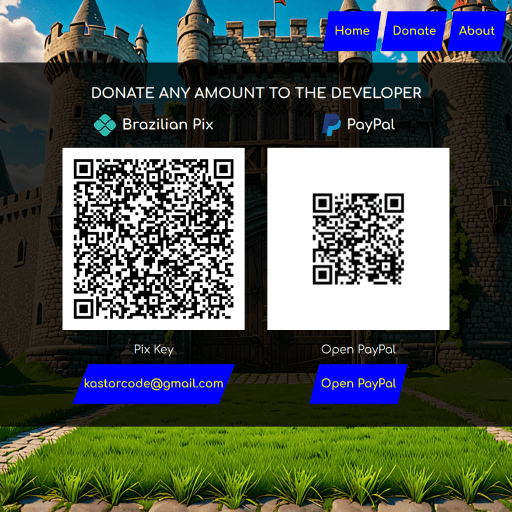 Home Donate About
DONATE ANY AMOUNT TO THE DEVELOPER
Brazilian Pix PayPal
Pix Key Open PayPal
kastorcode@gmail.com Open PayPal